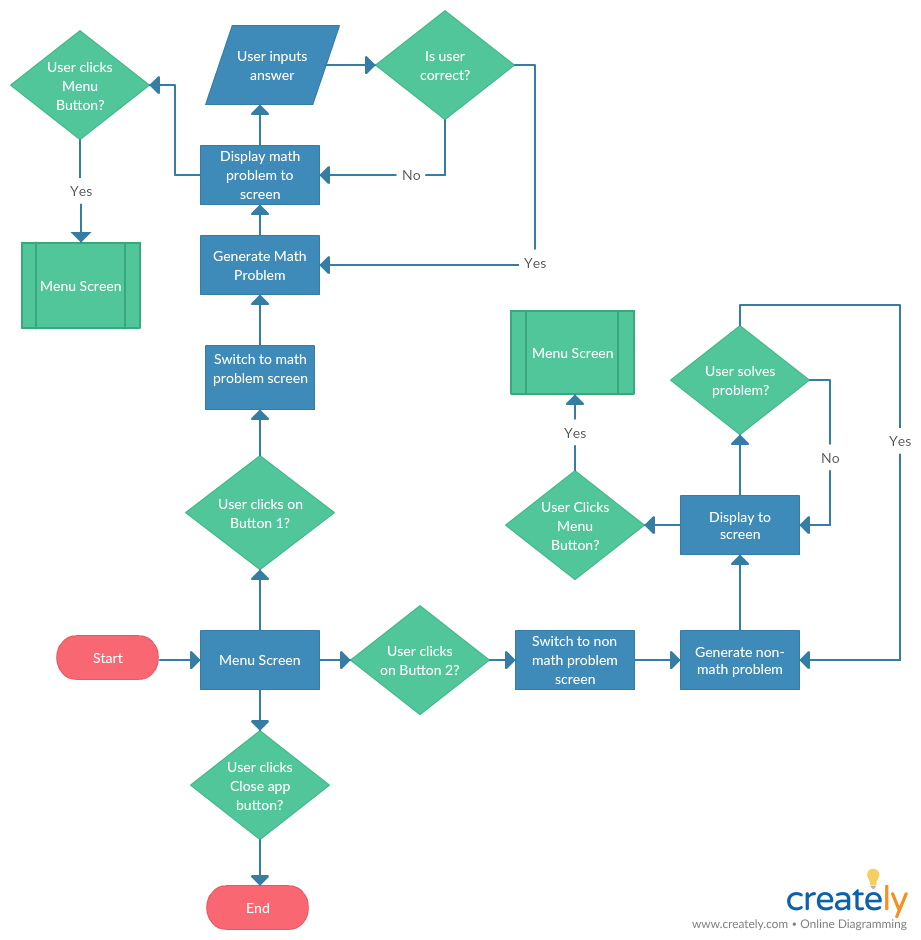 User clicks
Menu
Button?
User inputs
answer
Is user
correct?
Display math
problem to
screen
No
Yes
Menu Screen
Generate Math
Problem
Yes
Switch to math
problem screen
Menu Screen
User solves
problem?
Yes
Yes
No
User clicks on
Button 1?
User Clicks
Menu
Button?
Display to
screen
Start
Menu Screen
User clicks
on Button 2?
Switch to non
math problem
screen
Generate non-
math problem
User clicks
Close app
button?
End
creately
www.creately.com • Online Diagramming